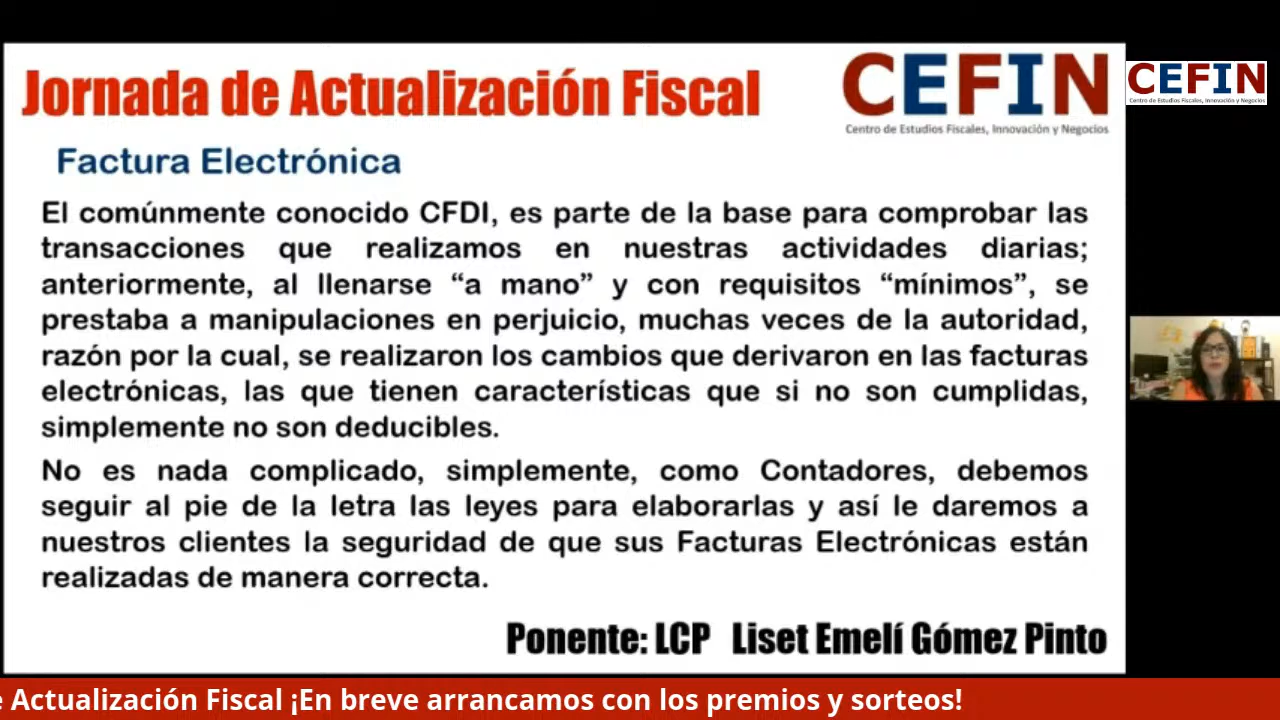 Jornada de Actualización Fiscal
CEFIN
Centro de Estudios Fiscales, Innovación y Negocios
CEFIN
Centro de Estudios Fiscales, Innovación y Negocios
Factura Electrónica
El comúnmente conocido CFDI, es parte de la base para comprobar las
transacciones que realizamos en nuestras actividades diarias;
anteriormente, al llenarse “a mano” y con requisitos “mínimos”, se
prestaba a manipulaciones en perjuicio, muchas veces de la autoridad,
razón por la cual, se realizaron los cambios que derivaron en las facturas
electrónicas, las que tienen características que si no son cumplidas,
simplemente no son deducibles.
No es nada complicado, simplemente, como Contadores, debemos
seguir al pie de la letra las leyes para elaborarlas y así le daremos a
nuestros clientes la seguridad de que sus Facturas Electrónicas están
realizadas de manera correcta.
Ponente: LCP Liset Emelí Gómez Pinto
e Actualización Fiscal ¡En breve arrancamos con los premios y sorteos!